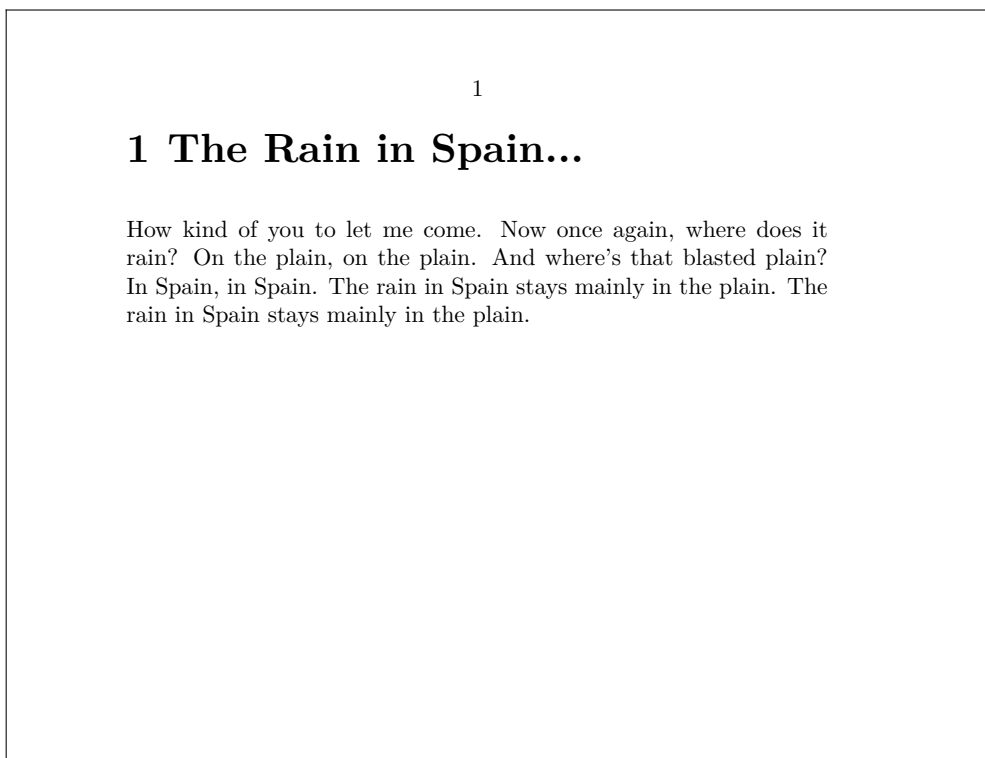 1
1 The Rain in Spain...
How kind of you to let me come. Now once again, where does it
rain? On the plain, on the plain. And where's that blasted plain?
In Spain, in Spain. The rain in Spain stays mainly in the plain. The
rain in Spain stays mainly in the plain.